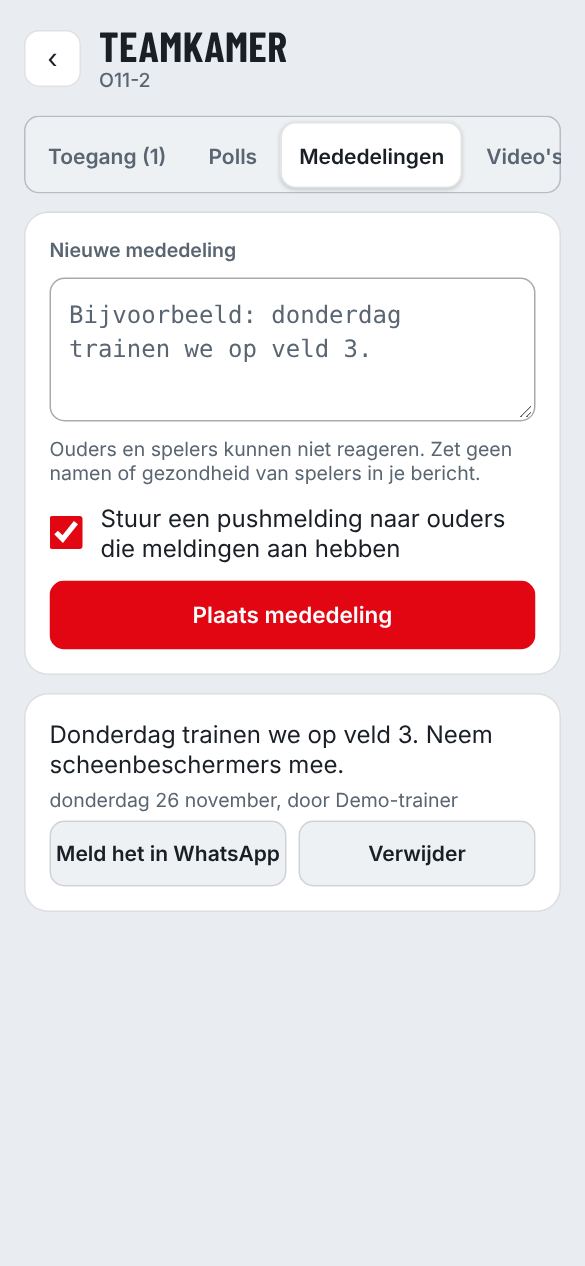 ‹
TEAMKAMER
O11-2
Toegang (1) Polls Mededelingen Video's
Nieuwe mededeling
Bijvoorbeeld: donderdag
trainen we op veld 3.
Ouders en spelers kunnen niet reageren. Zet geen
namen of gezondheid van spelers in je bericht.
Stuur een pushmelding naar ouders
die meldingen aan hebben
Plaats mededeling
Donderdag trainen we op veld 3. Neem
scheenbeschermers mee.
donderdag 26 november, door Demo-trainer
Meld het in WhatsApp Verwijder